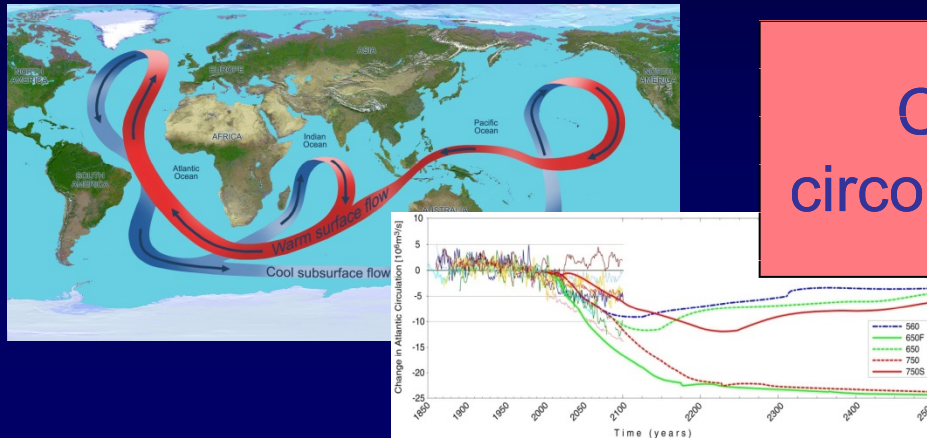 NORTH
AMERICA
EUROPE
ASIA
NORTH
AMERICA
AFRICA
Indian
Ocean
Pacific
Ocean
Atlantic
Ocean
SOUTH
AMERICA
Warm surface flow
Cool subsurface flow
circo
Change in Atlantic Circulation [10⁶m³/s]
10
5
0
-5
-10
-15
-20
-25
1850
1900
1950
2000
2050
2100
2200
2300
2400
Time (years)
560
650F
650
750
750S